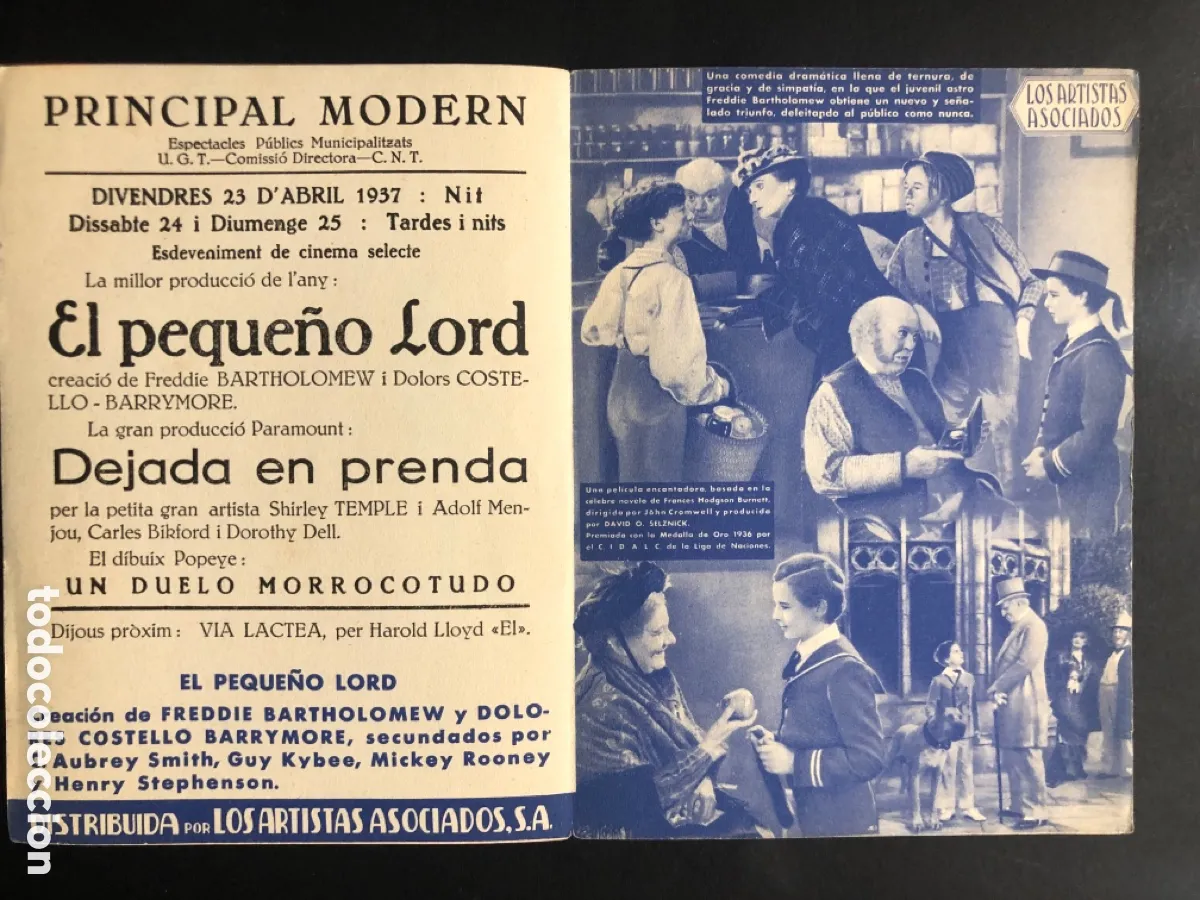 PRINCIPAL MODERN
Espectacles Públics Municipalitzats
U. G. T.—Comissió Directora—C. N. T.
DIVENDRES 23 D'ABRIL 1937 : Nit
Dissabte 24 i Diumenge 25 : Tardes i nits
Esdeveniment de cinema selecte
La millor producció de l'any :
El pequeño Lord
creació de Freddie BARTHOLOMEW i Dolors COSTE-
LLO - BARRYMORE.
La gran producció Paramount :
Dejada en prenda
per la petita gran artista Shirley TEMPLE i Adolf Men-
jou, Carles Bibford i Dorothy Dell.
El dibuix Popeye :
UN DUELO MORROCOTUDO
Dijous pròxim : VIA LACTEA, per Harold Lloyd «El».
EL PEQUEÑO LORD
eación de FREDDIE BARTHOLOMEW y DOLO-
S COSTELLO BARRYMORE, secundados por
Aubrey Smith, Guy Kybee, Mickey Rooney
y Henry Stephenson.
ISTRIBUIDA POR LOS ARTISTAS ASOCIADOS, S.A.
Una comedia dramática llena de ternura, de
gracia y de simpatía, en la que el juvenil astro
Freddie Bartholomew obtiene un nuevo y seña-
lado triunfo, deleitando al público como nunca.
LOS ARTISTAS
ASOCIADOS
Una película encantadora, basada en la
célebre novela de Frances Hodgson Burnett,
dirigida por John Cromwell y producida
por DAVID O. SELZNICK.
Premiada con la Medalla de Oro 1936 por
el C. I. D. A. L. C. de la Liga de Naciones.
todocoleccion